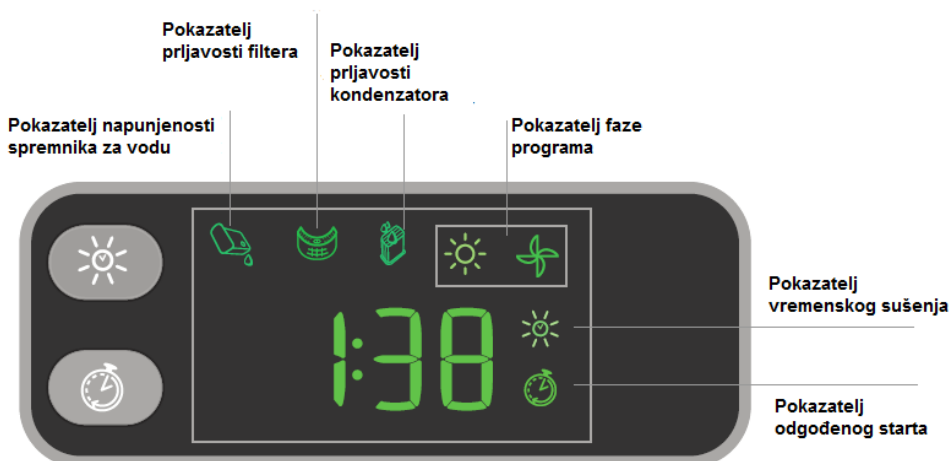 Pokazatelj
prljavosti filtera
Pokazatelj
prljavosti
kondenzatora
Pokazatelj napunjenosti
spremnika za vodu
Pokazatelj faze
programa
1:38
Pokazatelj
vremenskog sušenja
Pokazatelj
odgođenog starta